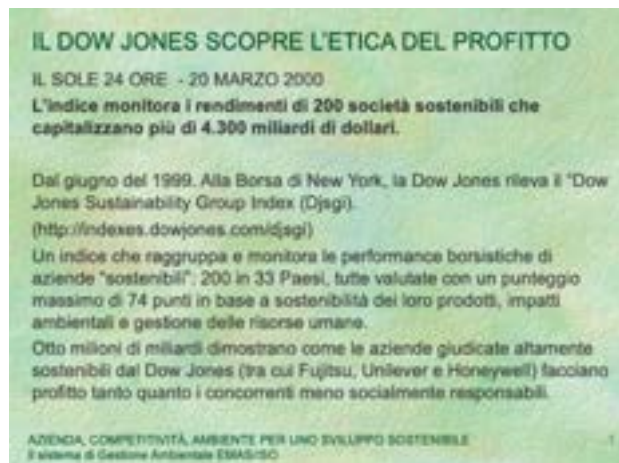 IL DOW JONES SCOPRE L'ETICA DEL PROFITTO
IL SOLE 24 ORE - 20 MARZO 2000
L'indice monitora i rendimenti di 200 società sostenibili che
capitalizzano più di 4.300 miliardi di dollari.
Dal giugno del 1999. Alla Borsa di New York, la Dow Jones rileva il "Dow
Jones Sustainability Group Index (Djsgi).
(http://indexes.dowjones.com/djsgi)
Un indice che raggruppa e monitora le performance borsistiche di
aziende "sostenibili": 200 in 33 Paesi, tutte valutate con un punteggio
massimo di 74 punti in base a sostenibilità dei loro prodotti, impatti
ambientali e gestione delle risorse umane.
Otto milioni di miliardi dimostrano come le aziende giudicate altamente
sostenibili dal Dow Jones (tra cui Fujitsu, Unilever e Honeywell) facciano
profitto tanto quanto i concorrenti meno socialmente responsabili.
AZIENDA, COMPETITIVITÀ, AMBIENTE PER UNO SVILUPPO SOSTENIBILE 1
Il sistema di Gestione Ambientale EMAS/ISO